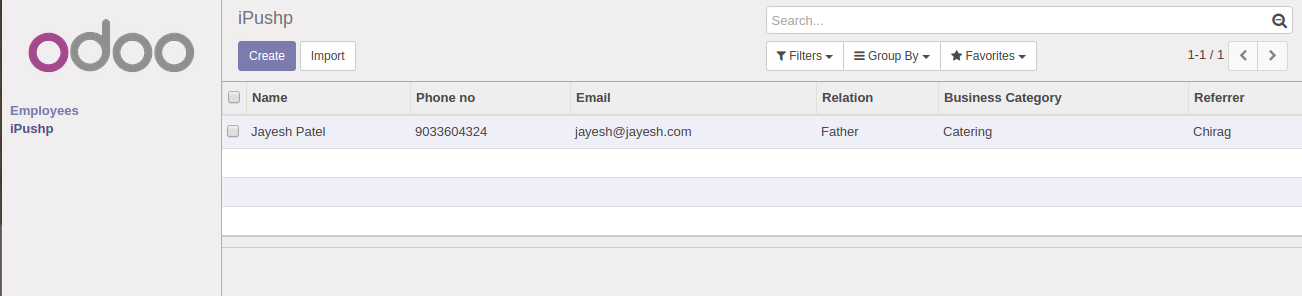 odoo
Employees
iPushp
iPushp
Search...
Create Import
Filters Group By Favorites 1-1 / 1
Name Phone no Email Relation Business Category Referrer
Jayesh Patel 9033604324 jayesh@jayesh.com Father Catering Chirag